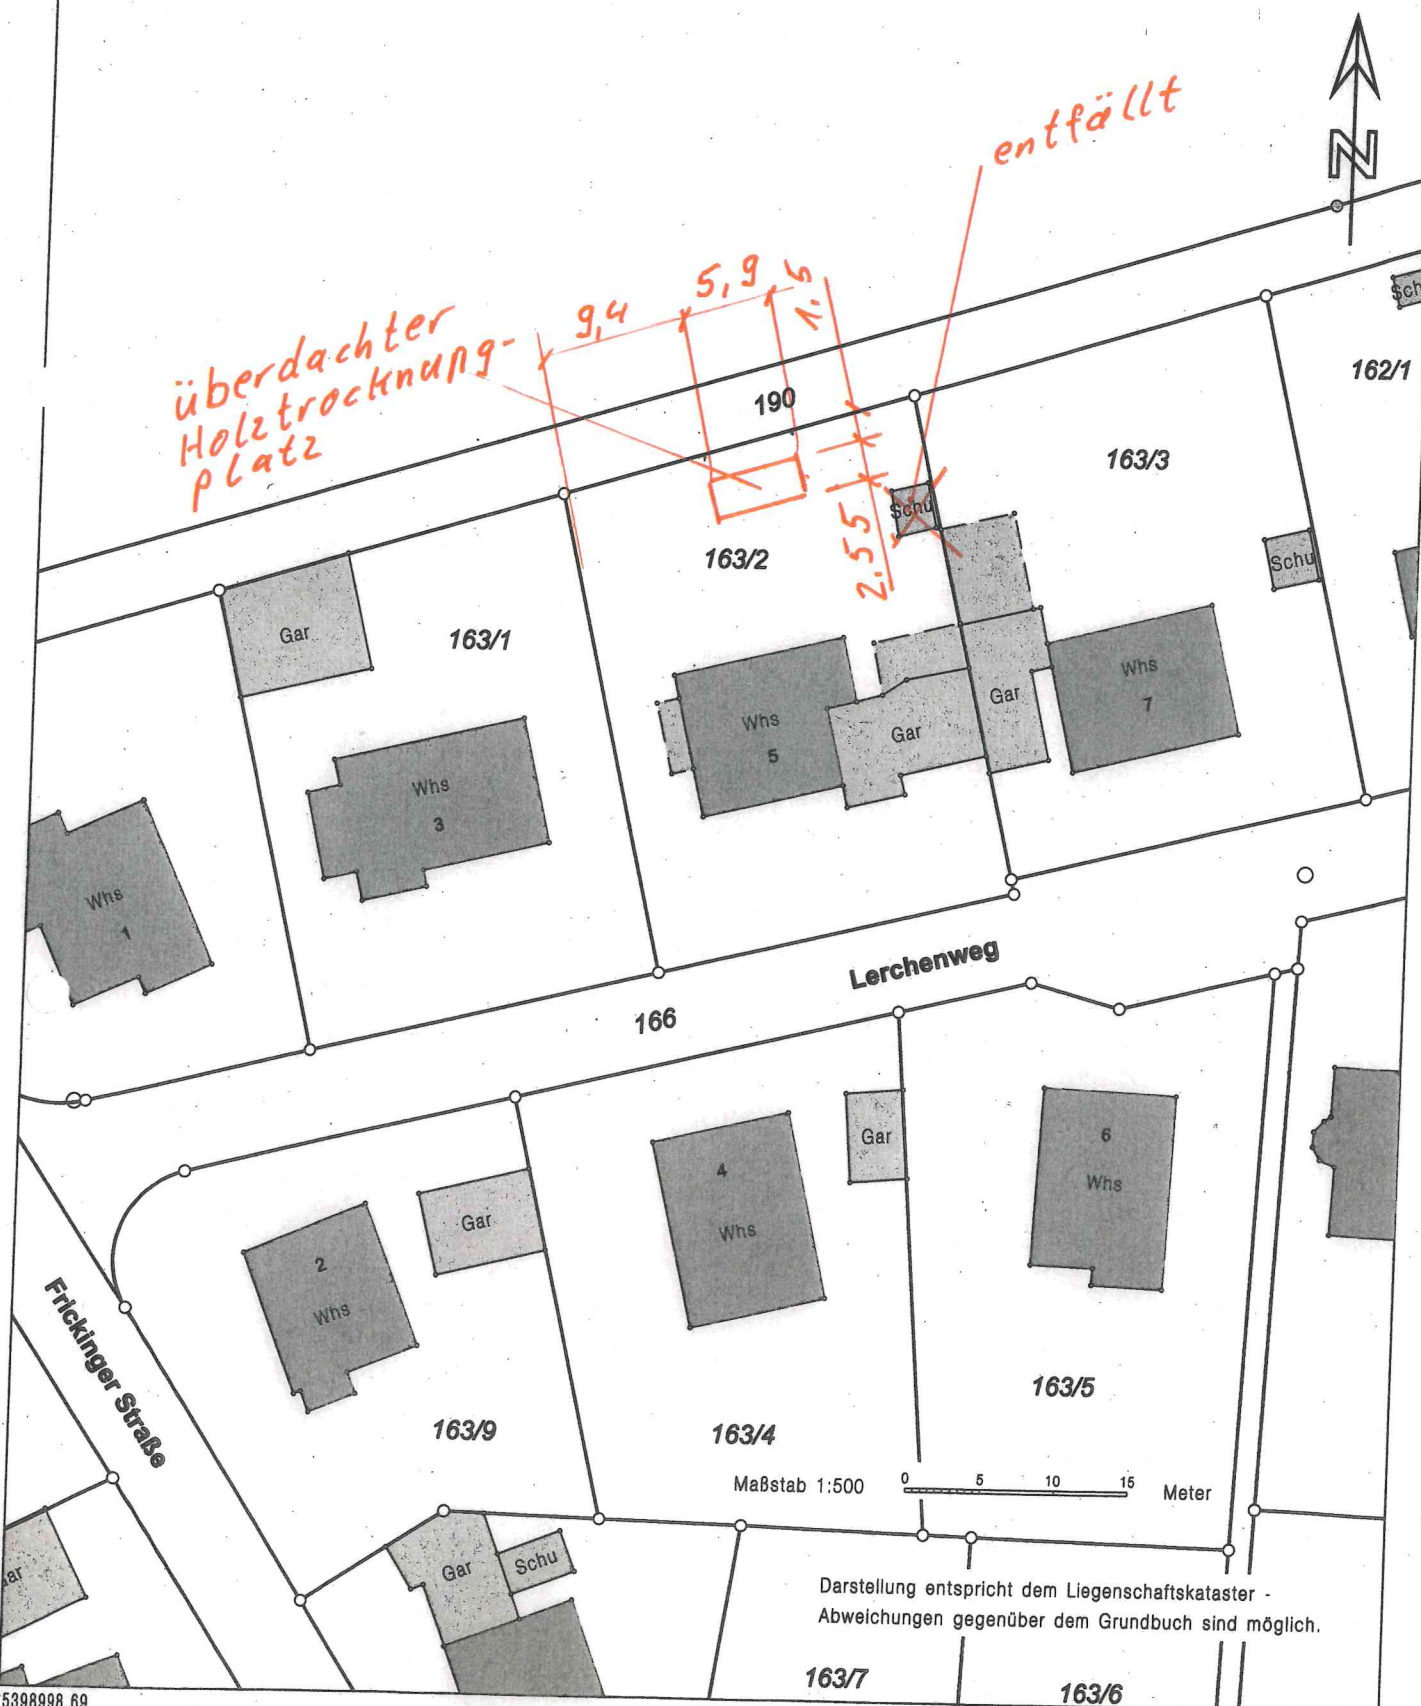 entfällt
N
5,9
1,5
9,4
überdachter
Holztrocknung-
platz
Sch
190
162/1
163/3
Schu
2.55
163/2
Schu
Gar
163/1
Whs
7
Gar
Whs
5
Gar
Whs
3
Whs
1
Lerchenweg
166
Gar
6
Whs
4
Whs
Gar
2
Whs
Frickinger Straße
163/5
163/9
163/4
Maßstab 1:500
0 5 10 15
Meter
Gar
Schu
ar
Darstellung entspricht dem Liegenschaftskataster -
Abweichungen gegenüber dem Grundbuch sind möglich.
163/7
163/6
5398998.69